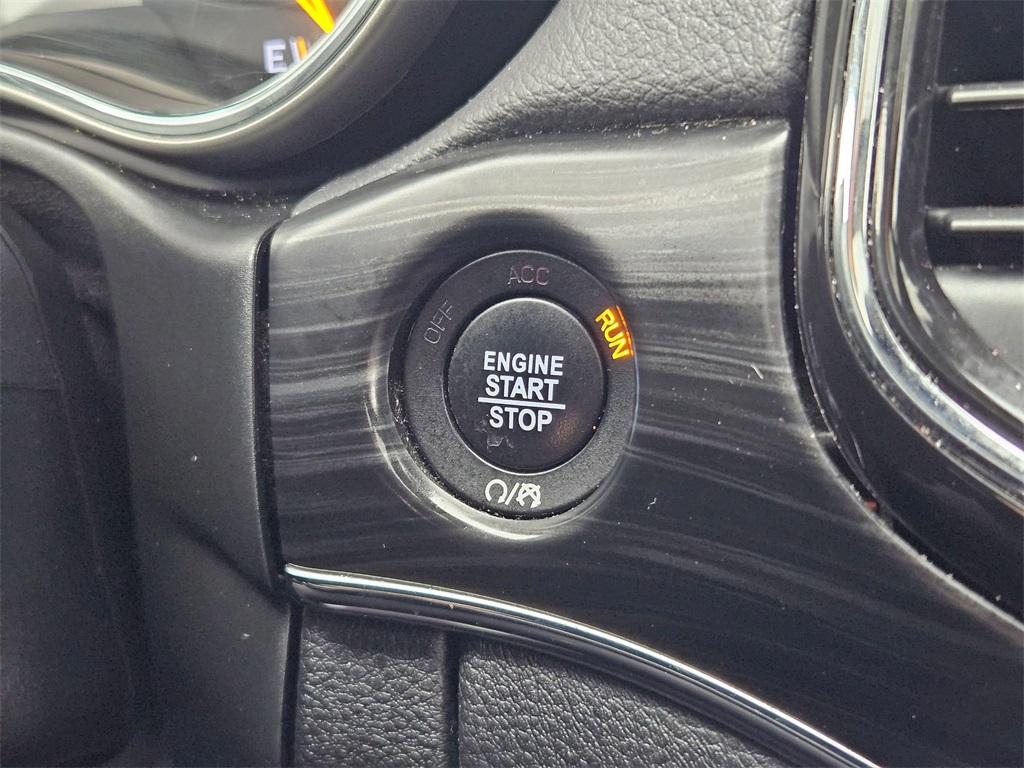 E
ACC
OFF
RUN
ENGINE
START
STOP